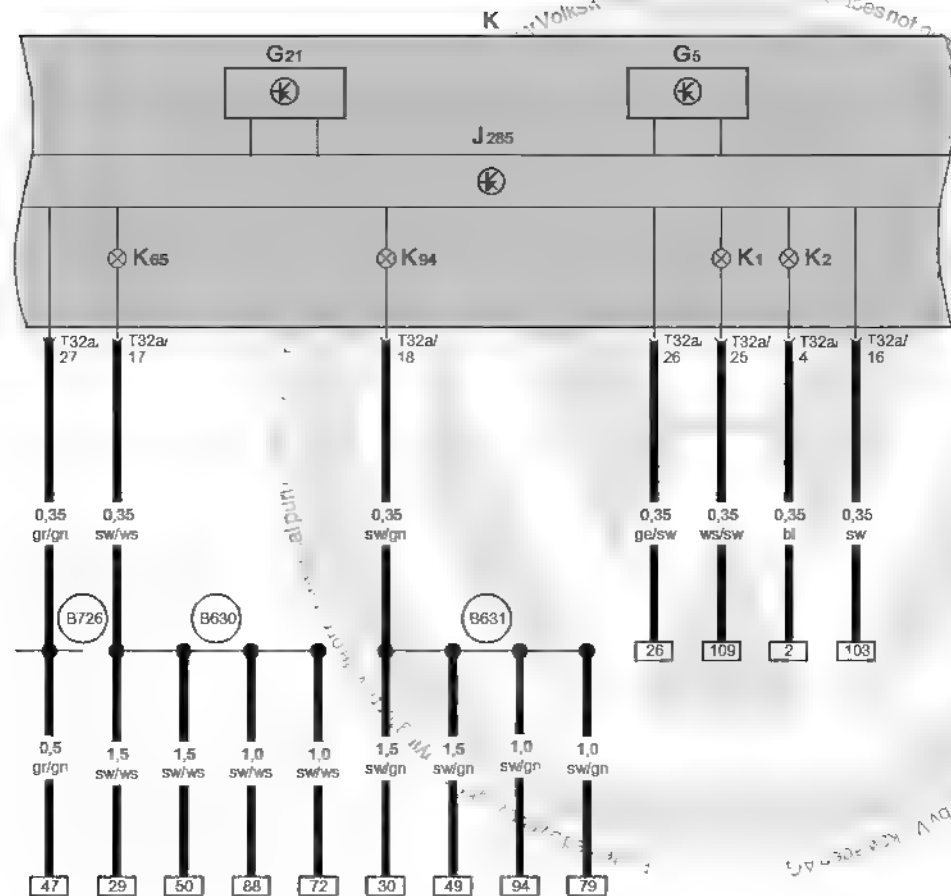 K
G21 G5
J285
K65 K94 K1 K2
T32a/ T32a/ T32a/ T32a/ T32a/ T32a/ T32a/
27 17 18 26 25 4 16
0,35 0,35 0,35 0,35 0,35 0,35 0,35
gr/gn sw/ws sw/gn ge/sw ws/sw bl sw
B726 B630 B631
26 109 2 103
0,5 1,5 1,5 1,0 1,0 1,5 1,5 1,0 1,0
gr/gn sw/ws sw/ws sw/ws sw/ws sw/gn sw/gn sw/gn sw/gn
47 29 50 88 72 30 49 94 79